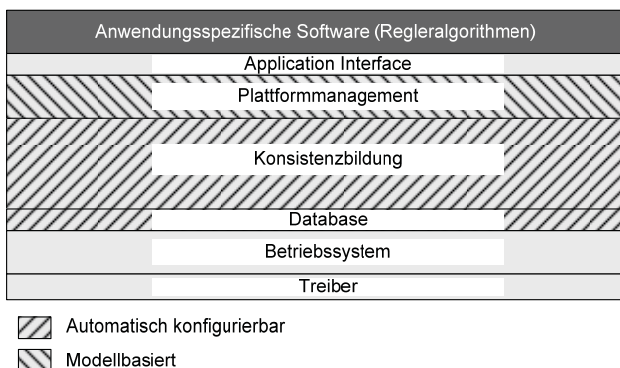 Anwendungsspezifische Software (Regleralgorithmen)
Application Interface
Plattformmanagement
Konsistenzbildung
Database
Betriebssystem
Treiber
Automatisch konfigurierbar
Modellbasiert